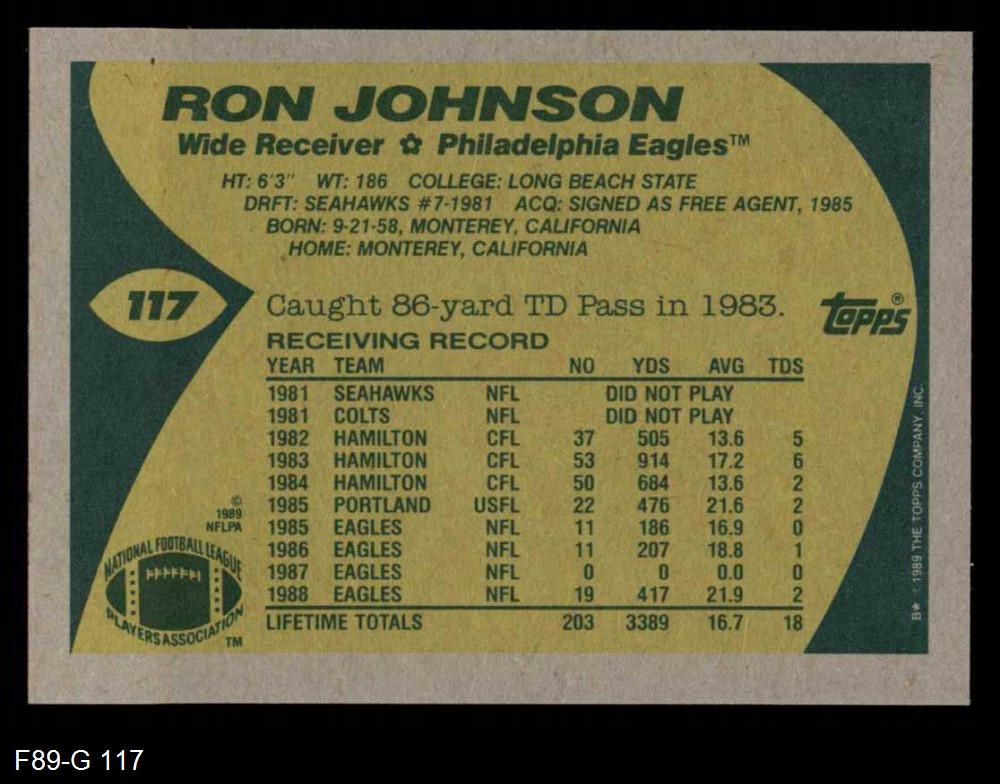 RON JOHNSON
Wide Receiver ✿ Philadelphia Eagles™
HT: 6'3" WT: 186 COLLEGE: LONG BEACH STATE
DRFT: SEAHAWKS #7-1981 ACQ: SIGNED AS FREE AGENT, 1985
BORN: 9-21-58, MONTEREY, CALIFORNIA
HOME: MONTEREY, CALIFORNIA
117
Caught 86-yard TD Pass in 1983.
topps®
RECEIVING RECORD
YEAR TEAM NO YDS AVG TDS
1981 SEAHAWKS NFL DID NOT PLAY
1981 COLTS NFL DID NOT PLAY
1982 HAMILTON CFL 37 505 13.6 5
1983 HAMILTON CFL 53 914 17.2 6
1984 HAMILTON CFL 50 684 13.6 2
1985 PORTLAND USFL 22 476 21.6 2
1985 EAGLES NFL 11 186 16.9 0
1986 EAGLES NFL 11 207 18.8 1
1987 EAGLES NFL 0 0 0.0 0
1988 EAGLES NFL 19 417 21.9 2
LIFETIME TOTALS 203 3389 16.7 18
©
1989
NFLPA
NATIONAL FOOTBALL LEAGUE
PLAYERS ASSOCIATION
TM
B★ © 1989 THE TOPPS COMPANY, INC.
F89-G 117